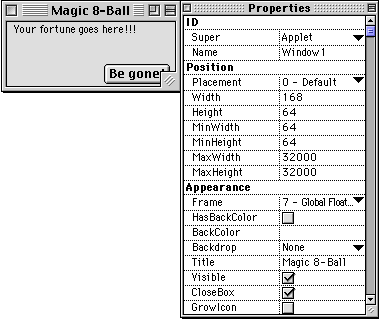 Magic 8-Ball
Your fortune goes here!!!
Be gone!
Properties
ID
Super Applet
Name Window1
Position
Placement 0 - Default
Width 168
Height 64
MinWidth 64
MinHeight 64
MaxWidth 32000
MaxHeight 32000
Appearance
Frame 7 - Global Float...
HasBackColor
BackColor
Backdrop None
Title Magic 8-Ball
Visible
CloseBox
GrowIcon